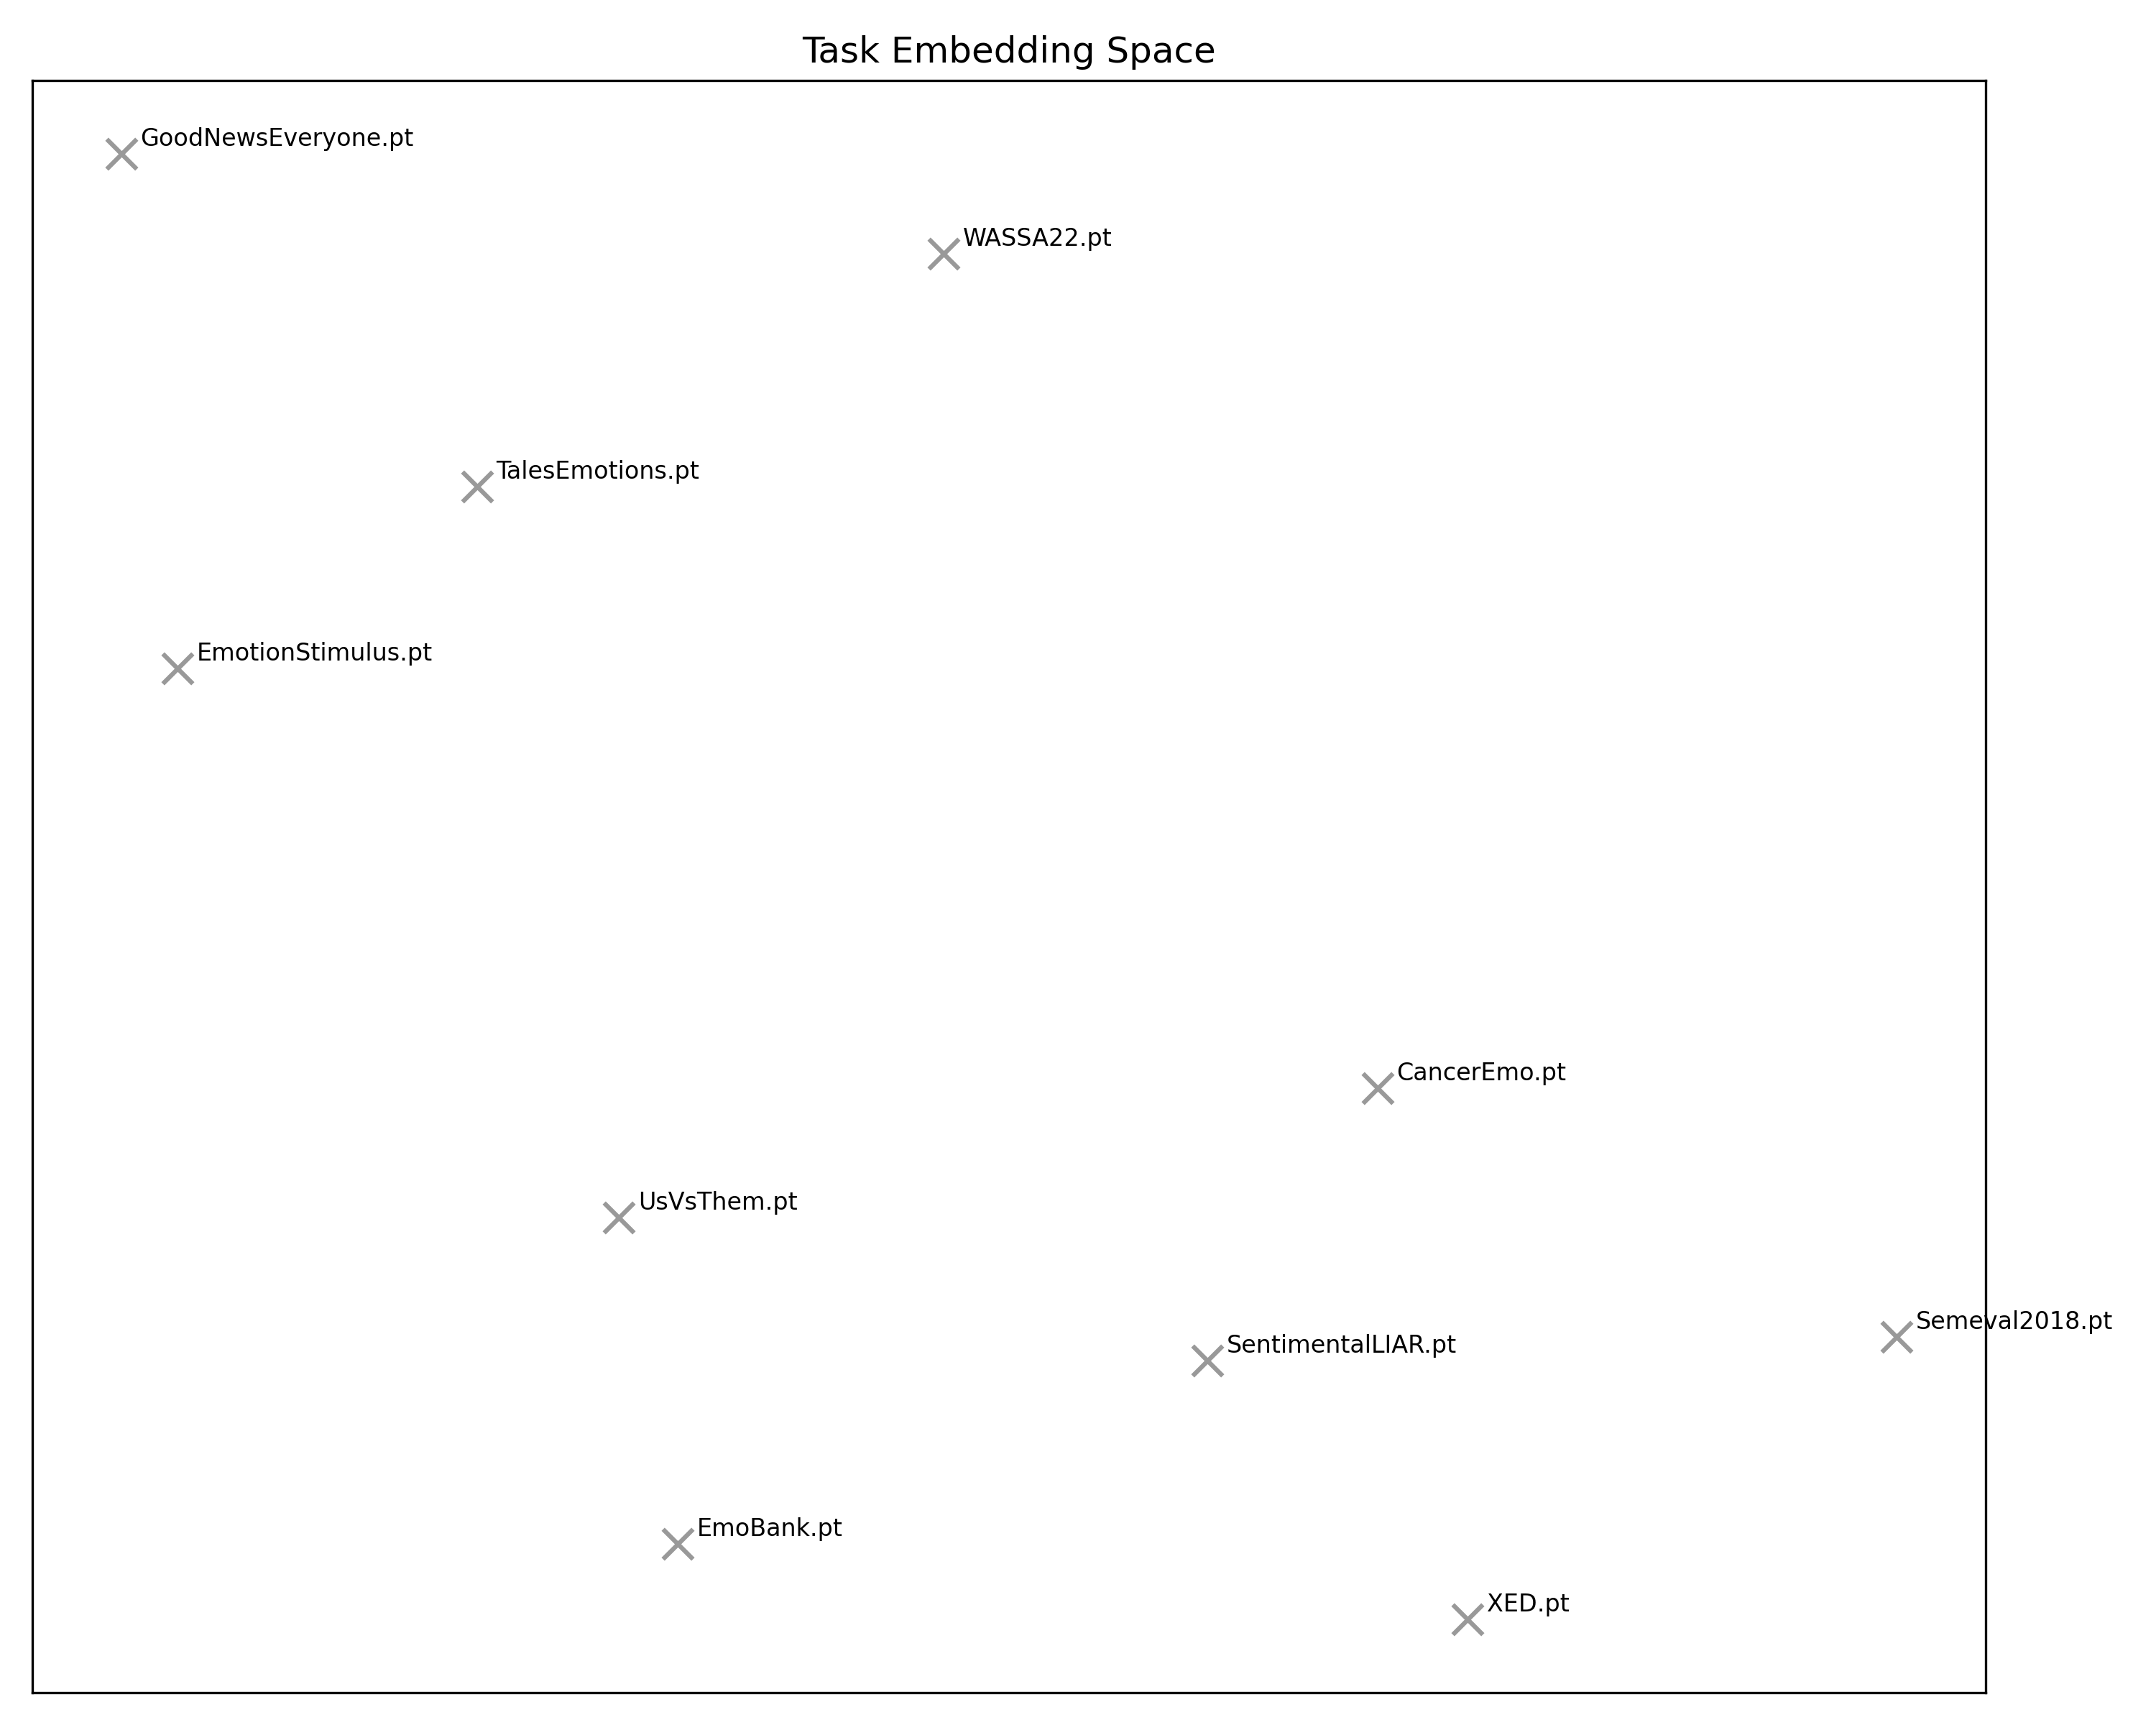 Task Embedding Space
GoodNewsEveryone.pt
WASSA22.pt
TalesEmotions.pt
EmotionStimulus.pt
CancerEmo.pt
UsVsThem.pt
Semeval2018.pt
SentimentalLIAR.pt
EmoBank.pt
XED.pt